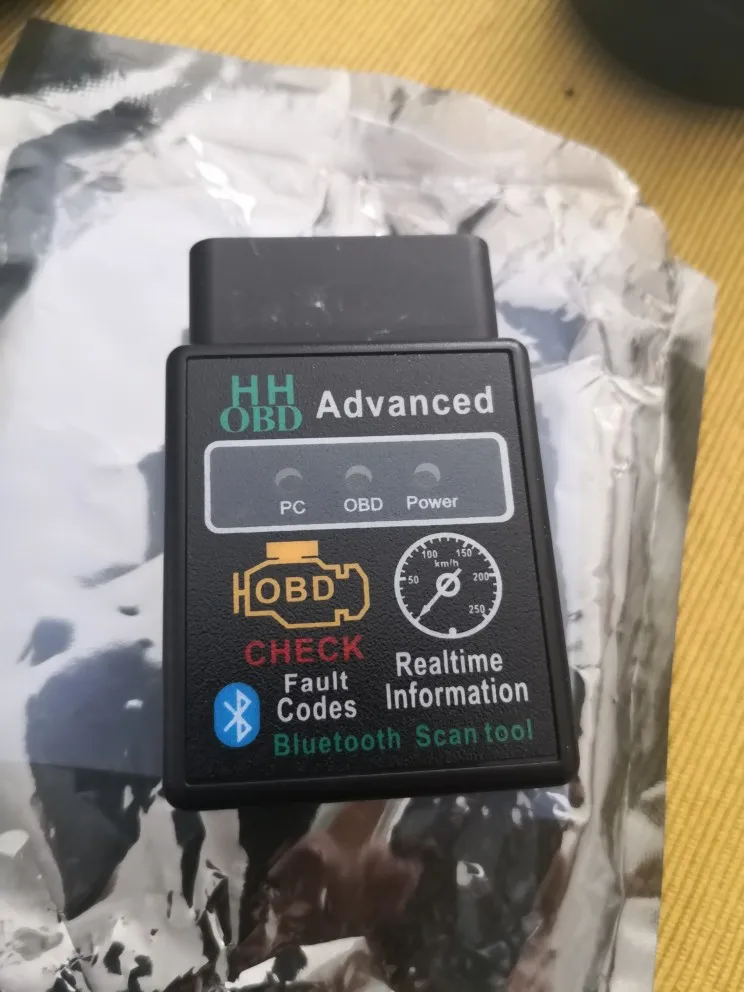 HH
OBD Advanced
PC OBD Power
OBD
50 100 150 200 250
km/h
CHECK
Fault
Codes
Realtime
Information
Bluetooth Scan tool